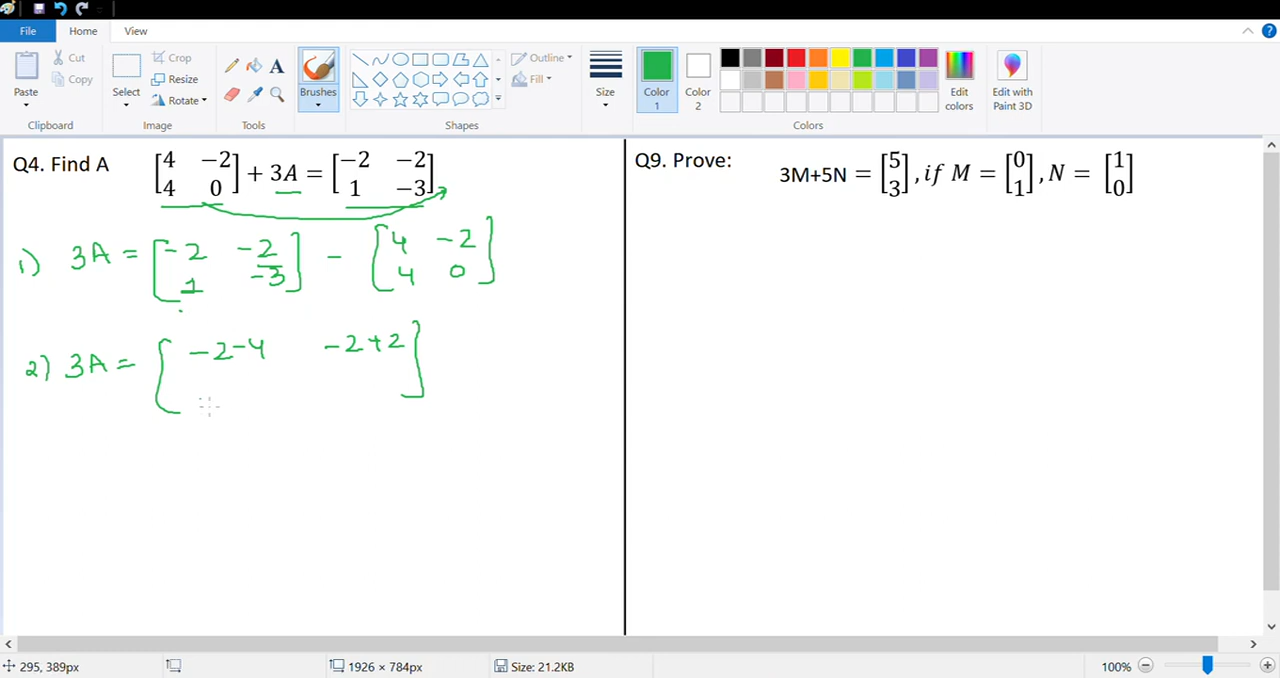 File Home View
Paste Cut Copy Clipboard
Select Crop Resize Rotate Image
A Tools
Brushes
Outline Fill Shapes
Size
Color 1 Color 2 Edit colors Edit with Paint 3D Colors
Q4. Find A [4 −2; 4 0] + 3A = [−2 −2; 1 −3]
1) 3A = [-2 -2; 1 -3] - [4 -2; 4 0]
2) 3A = [-2-4 -2+2]
Q9. Prove: 3M+5N = [5; 3], if M = [0; 1], N = [1; 0]
295, 389px 1926 × 784px Size: 21.2KB 100%